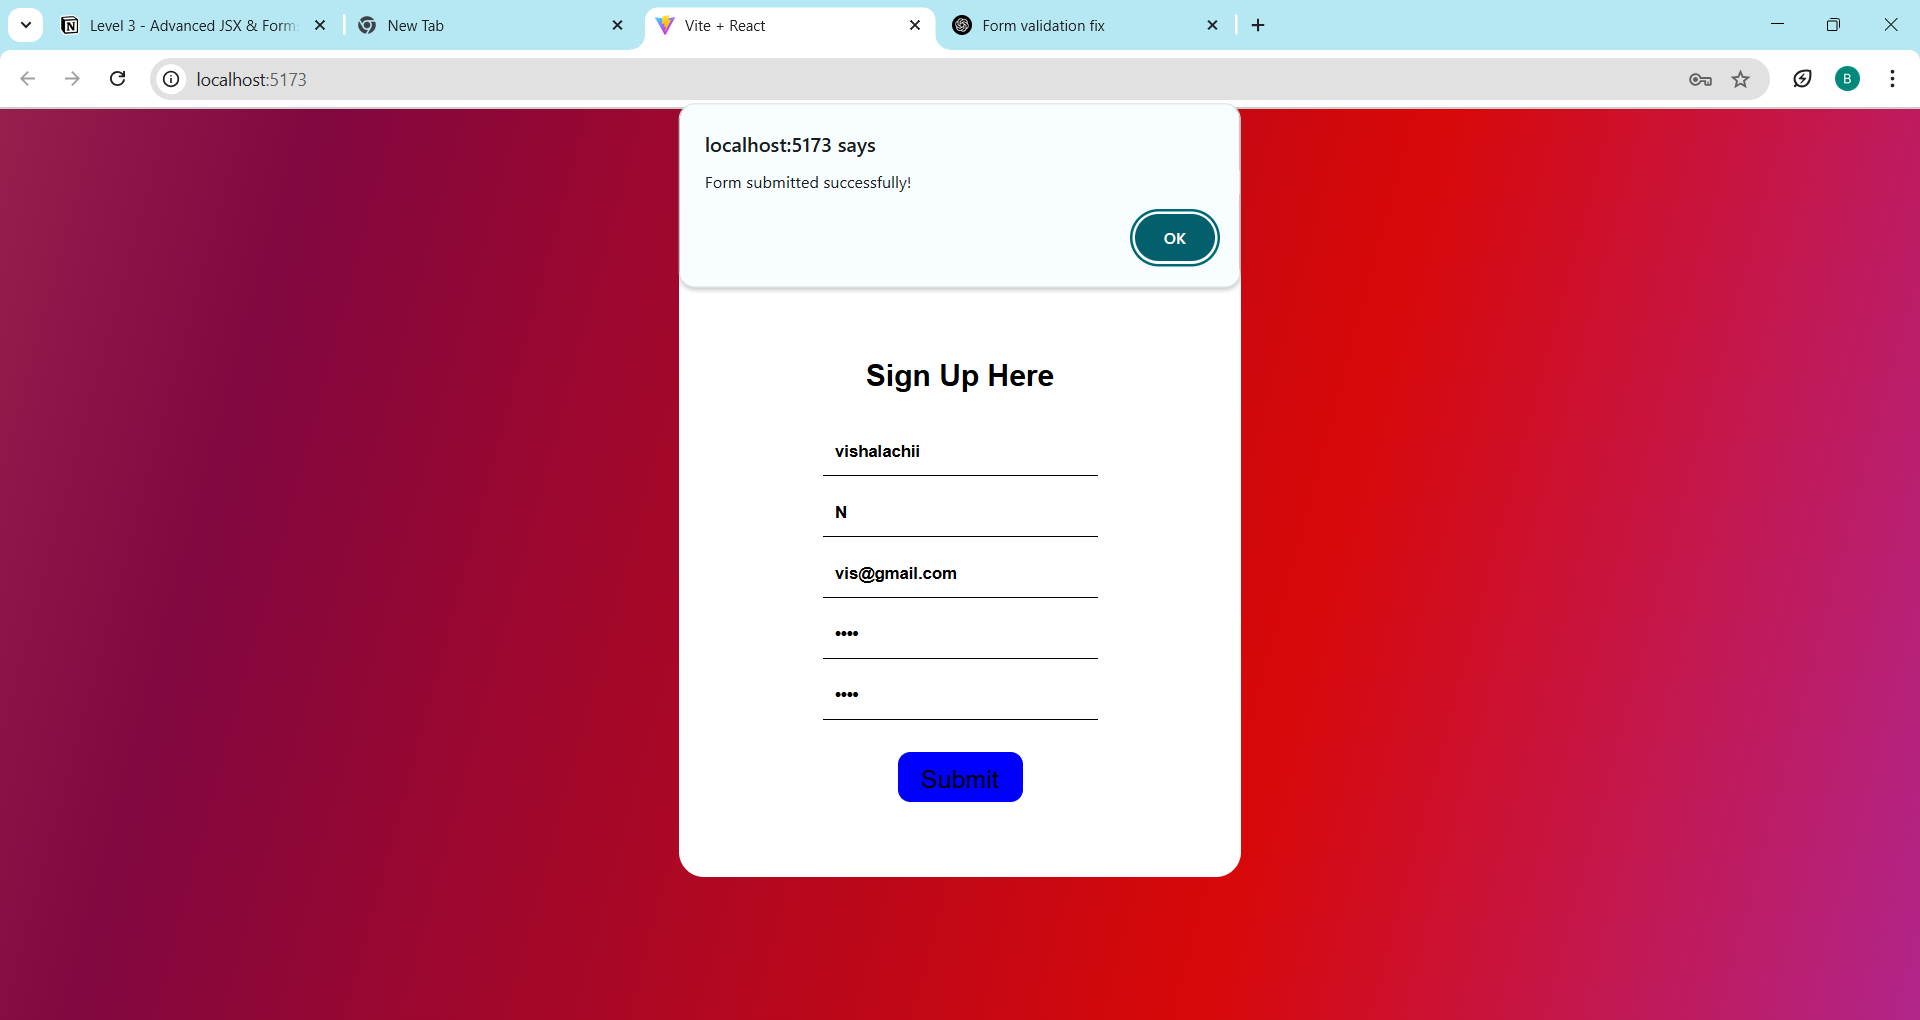 Level 3 - Advanced JSX & Form
New Tab
Vite + React
Form validation fix
localhost:5173
B
localhost:5173 says
Form submitted successfully!
OK
Sign Up Here
vishalachii
N
vis@gmail.com
••••
••••
Submit